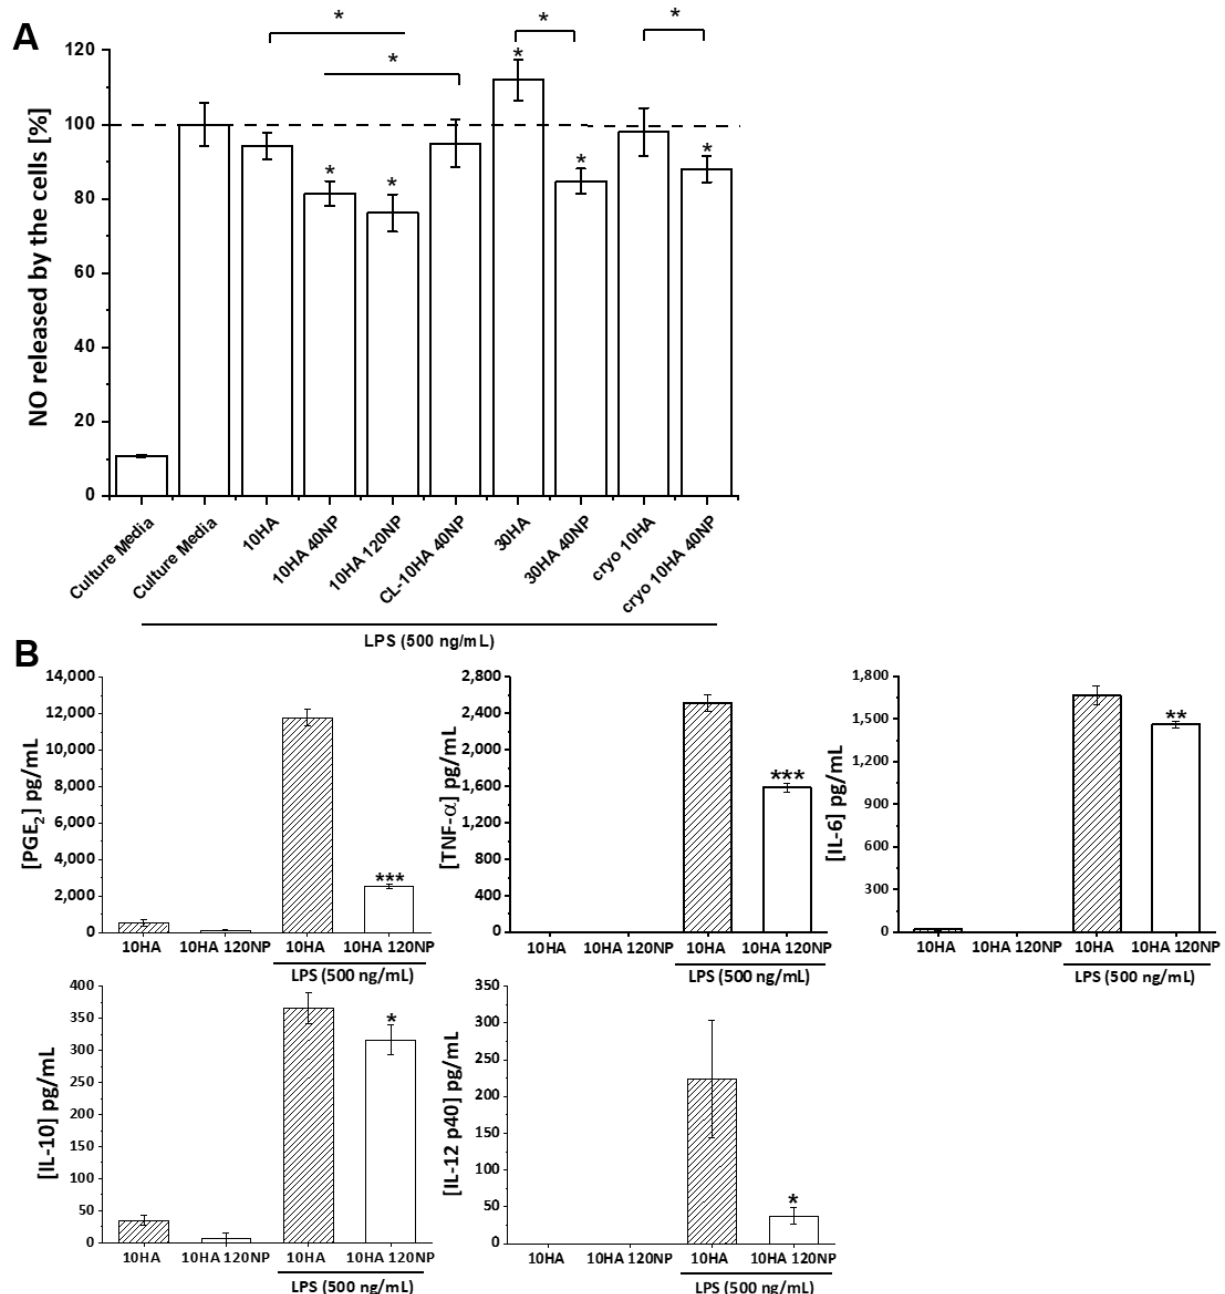 A
*
*
*
*
*
*
*
*
*
*
NO released by the cells [%]
120
100
80
60
40
20
0
Culture Media
Culture Media
10HA
10HA 40NP
10HA 120NP
CL-10HA 40NP
30HA
30HA 40NP
cryo 10HA
cryo 10HA 40NP
LPS (500 ng/mL)
B
[PGE2] pg/mL
14,000
12,000
10,000
8,000
6,000
4,000
2,000
0
***
10HA
10HA 120NP
10HA
10HA 120NP
LPS (500 ng/mL)
[TNF-α] pg/mL
2,800
2,400
2,000
1,600
1,200
800
400
0
***
10HA
10HA 120NP
10HA
10HA 120NP
LPS (500 ng/mL)
[IL-6] pg/mL
1,800
1,500
1,200
900
600
300
0
**
10HA
10HA 120NP
10HA
10HA 120NP
LPS (500 ng/mL)
[IL-10] pg/mL
400
350
300
250
200
150
100
50
0
*
10HA
10HA 120NP
10HA
10HA 120NP
LPS (500 ng/mL)
[IL-12 p40] pg/mL
350
300
250
200
150
100
50
0
*
10HA
10HA 120NP
10HA
10HA 120NP
LPS (500 ng/mL)